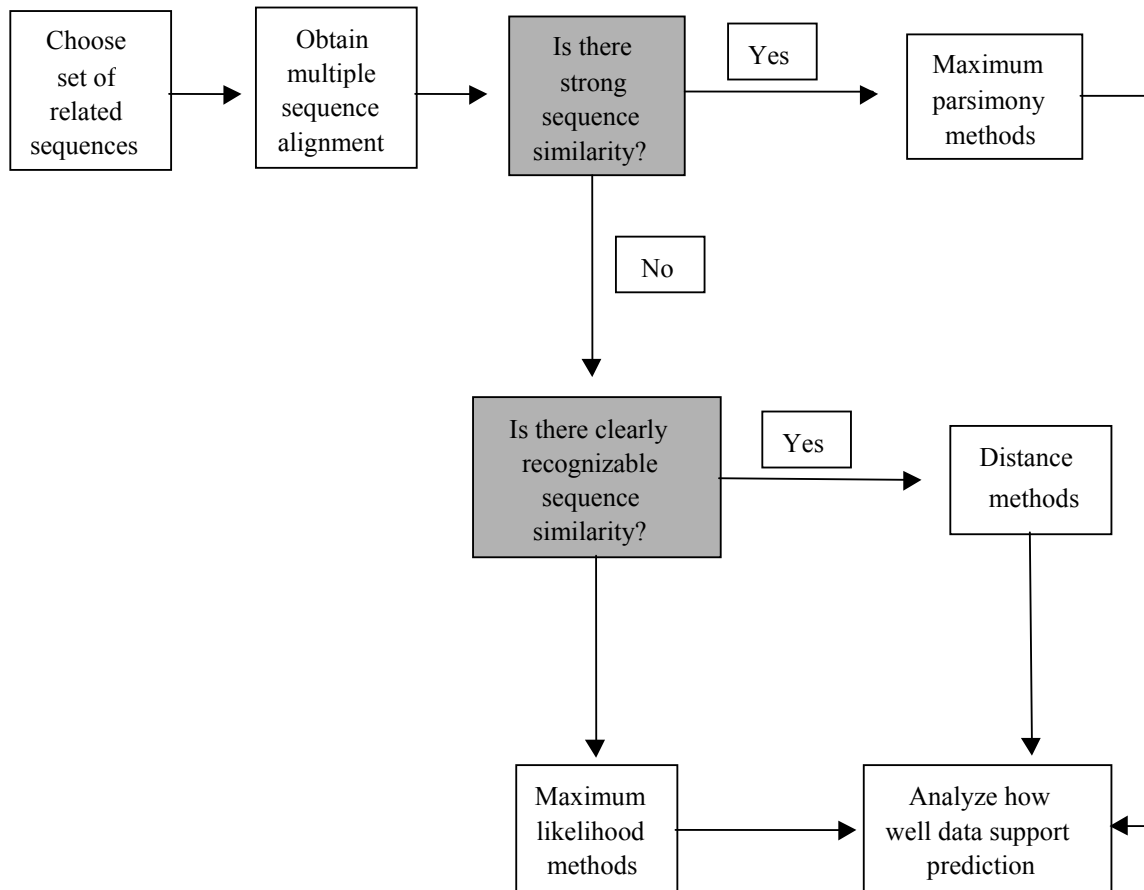 Choose
set of
related
sequences
Obtain
multiple
sequence
alignment
Is there
strong
sequence
similarity?
Yes
Maximum
parsimony
methods
No
Is there clearly
recognizable
sequence
similarity?
Yes
Distance
methods
Maximum
likelihood
methods
Analyze how
well data support
prediction